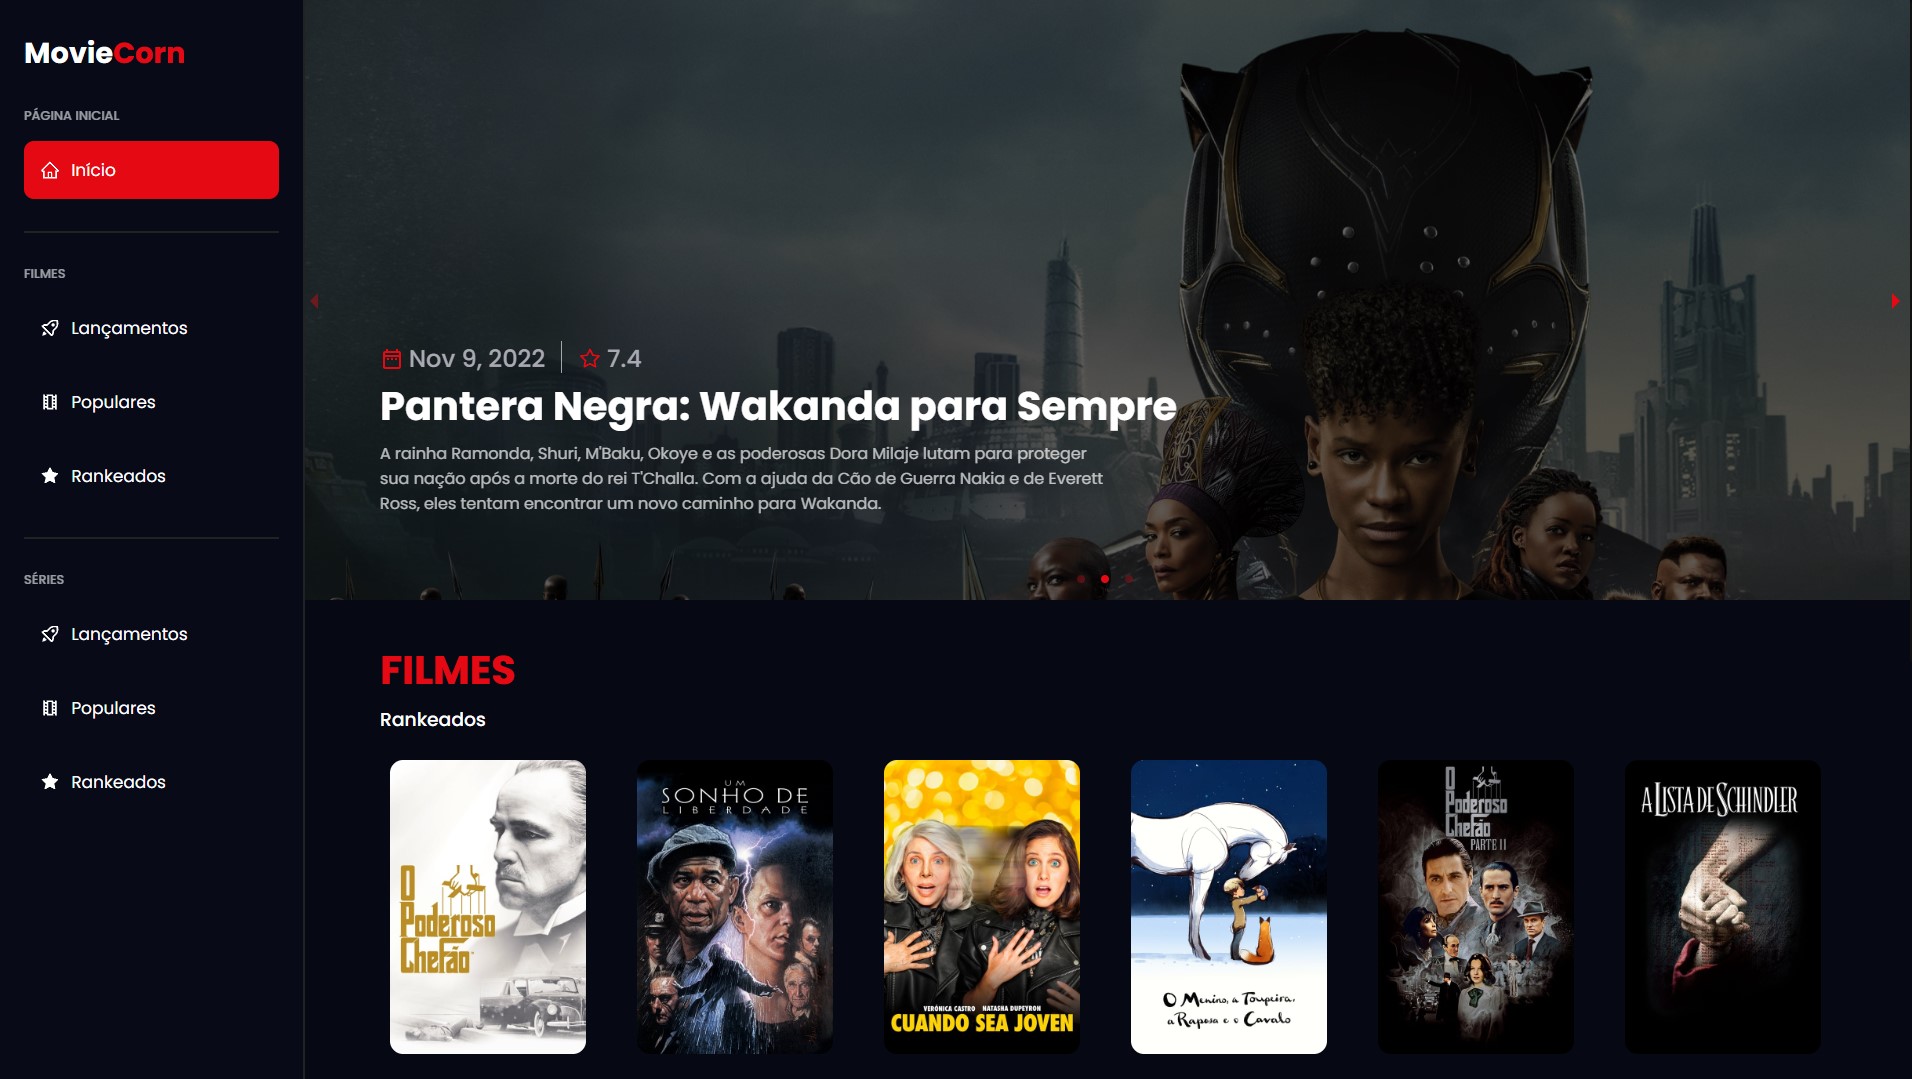 MovieCorn
PÁGINA INICIAL
Início
FILMES
Lançamentos
Populares
Rankeados
SÉRIES
Lançamentos
Populares
Rankeados
Nov 9, 2022
7.4
Pantera Negra: Wakanda para Sempre
A rainha Ramonda, Shuri, M'Baku, Okoye e as poderosas Dora Milaje lutam para proteger
sua nação após a morte do rei T'Challa. Com a ajuda da Cão de Guerra Nakia e de Everett
Ross, eles tentam encontrar um novo caminho para Wakanda.
FILMES
Rankeados
O
Poderoso
Chefão
UM
SONHO DE
LIBERDADE
VERÓNICA CASTRO NATASHA DUPEYRON
CUANDO SEA JOVEN
O Menino, a Toupeira,
a Raposa e o Cavalo
O
Poderoso
Chefão
PARTE II
A LISTA DE SCHINDLER